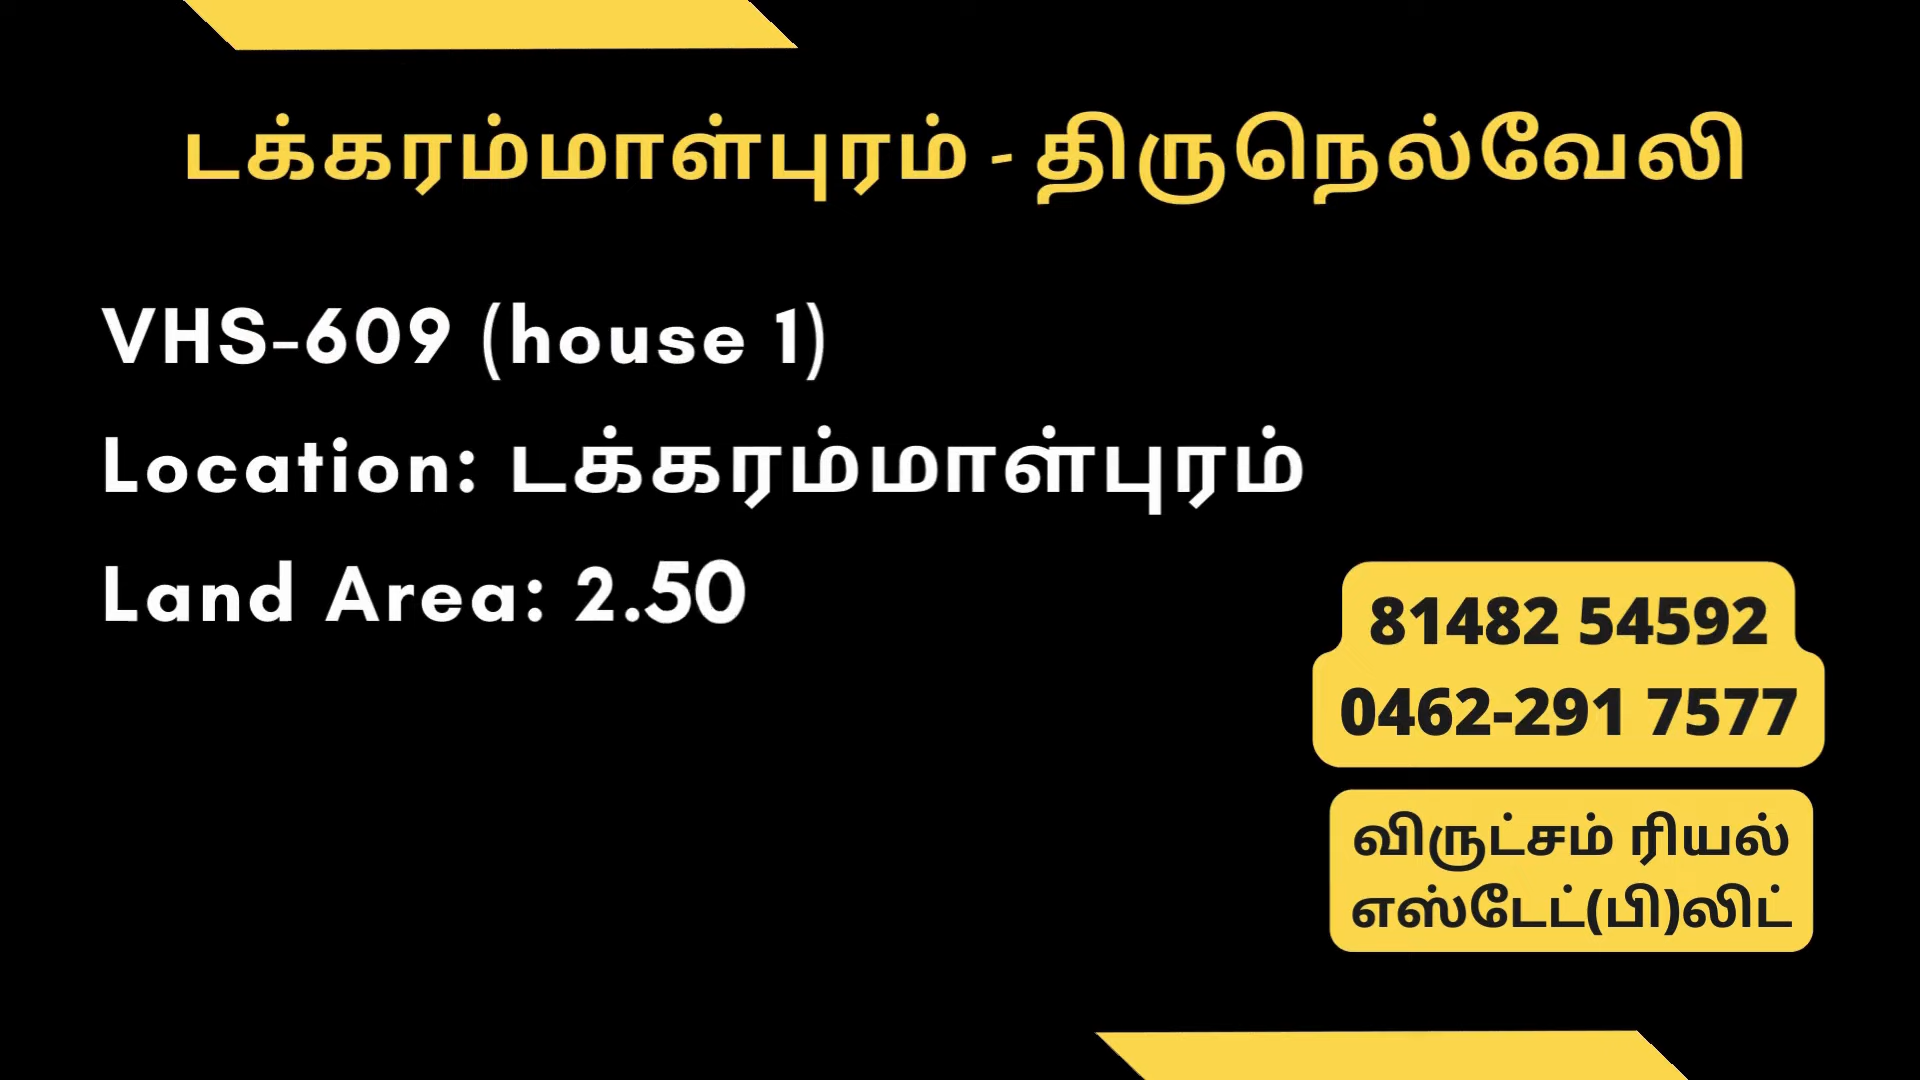 டக்கரம்மாள்புரம் - திருநெல்வேலி
VHS-609 (house 1)
Location: டக்கரம்மாள்புரம்
Land Area: 2.50
81482 54592
0462-291 7577
விருட்சம் ரியல்
எஸ்டேட்(பி)லிட்